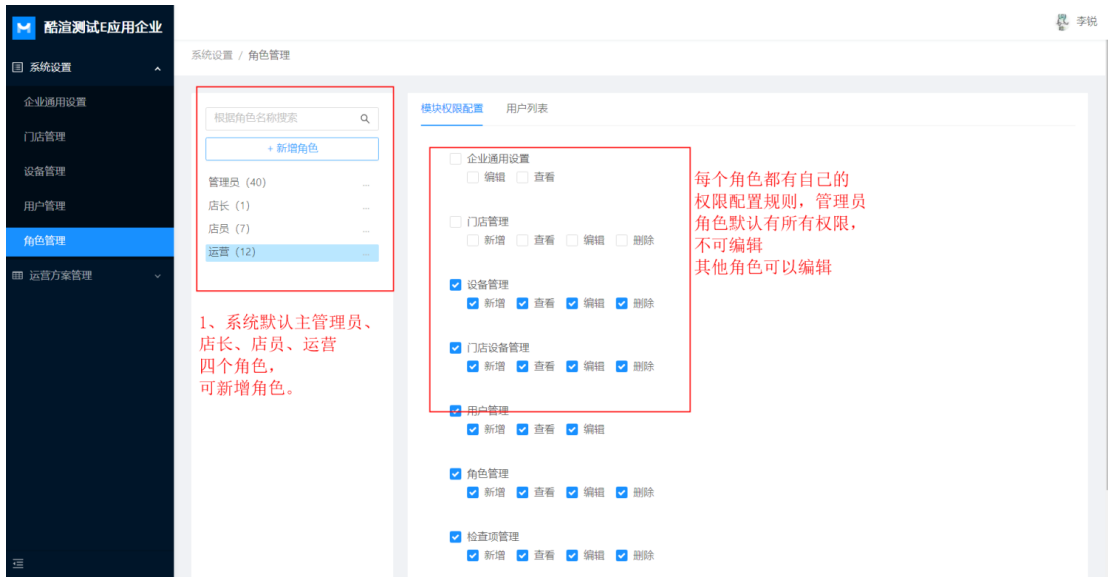 酷渲测试E应用企业
李锐
系统设置
企业通用设置
门店管理
设备管理
用户管理
角色管理
运营方案管理
系统设置 / 角色管理
根据角色名称搜索
+ 新增角色
管理员 (40)
店长 (1)
店员 (7)
运营 (12)
1、系统默认主管理员、
店长、店员、运营
四个角色，
可新增角色。
模块权限配置 用户列表
企业通用设置
编辑 查看
门店管理
新增 查看 编辑 删除
设备管理
新增 查看 编辑 删除
门店设备管理
新增 查看 编辑 删除
用户管理
新增 查看 编辑
角色管理
新增 查看 编辑 删除
检查项管理
新增 查看 编辑 删除
每个角色都有自己的
权限配置规则，管理员
角色默认有所有权限，
不可编辑
其他角色可以编辑